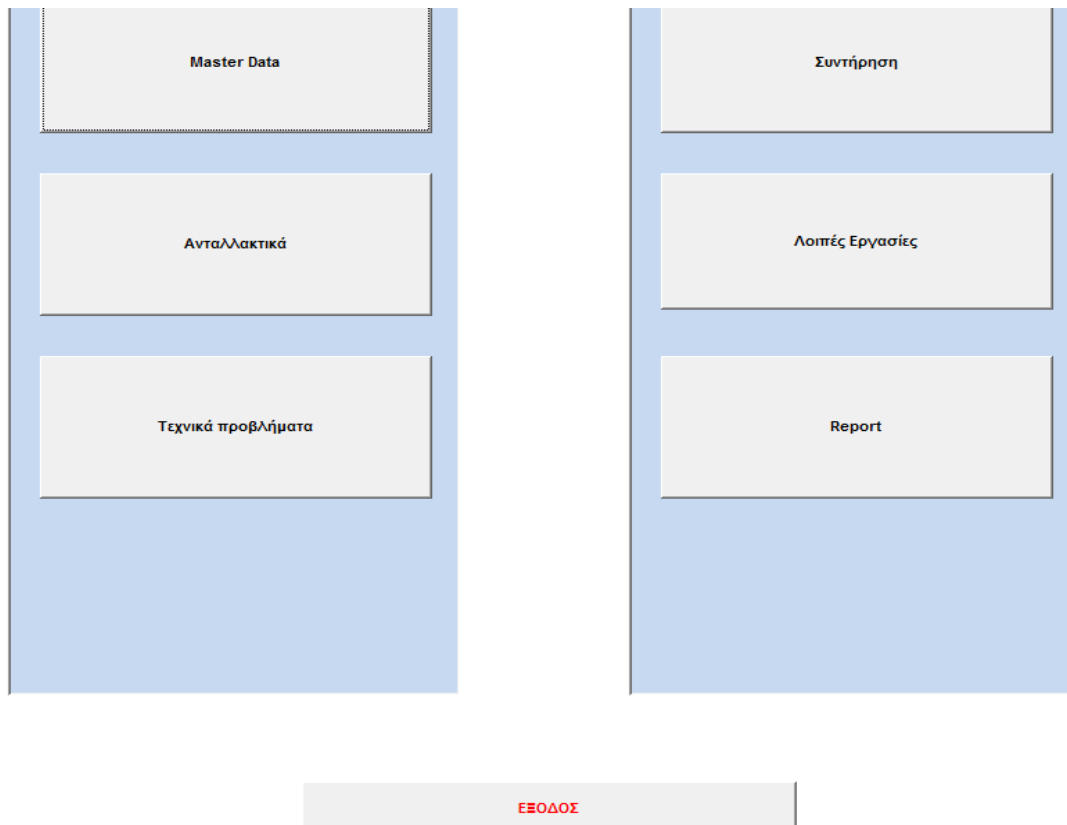 Master Data
Συντήρηση
Ανταλλακτικά
Λοιπές Εργασίες
Τεχνικά προβλήματα
Report
ΕΞΟΔΟΣ